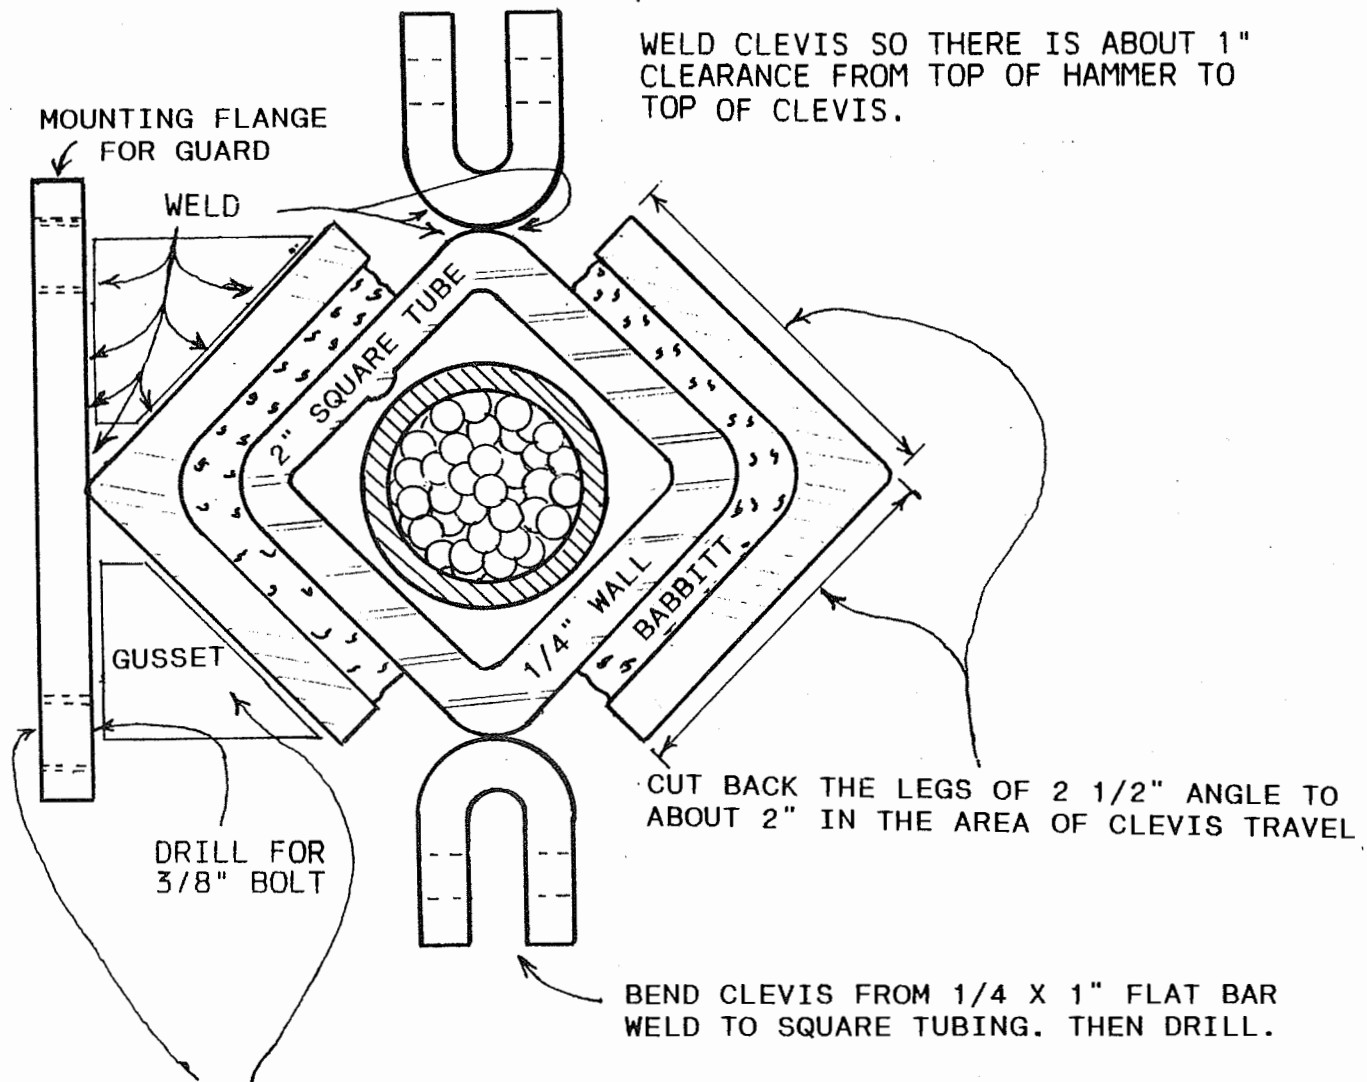 WELD CLEVIS SO THERE IS ABOUT 1"
CLEARANCE FROM TOP OF HAMMER TO
TOP OF CLEVIS.
MOUNTING FLANGE
FOR GUARD
WELD
2" SQUARE TUBE
1/4" WALL
BABBITT
GUSSET
CUT BACK THE LEGS OF 2 1/2" ANGLE TO
ABOUT 2" IN THE AREA OF CLEVIS TRAVEL
DRILL FOR
3/8" BOLT
BEND CLEVIS FROM 1/4 X 1" FLAT BAR
WELD TO SQUARE TUBING. THEN DRILL.